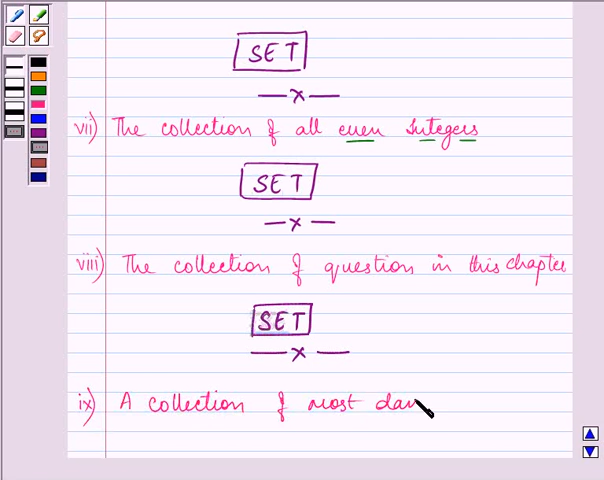 SET
—x—
vii) The collection of all even Integers
SET
—x—
viii) The collection of question in this chapter
SET
—x—
ix) A collection of most dan